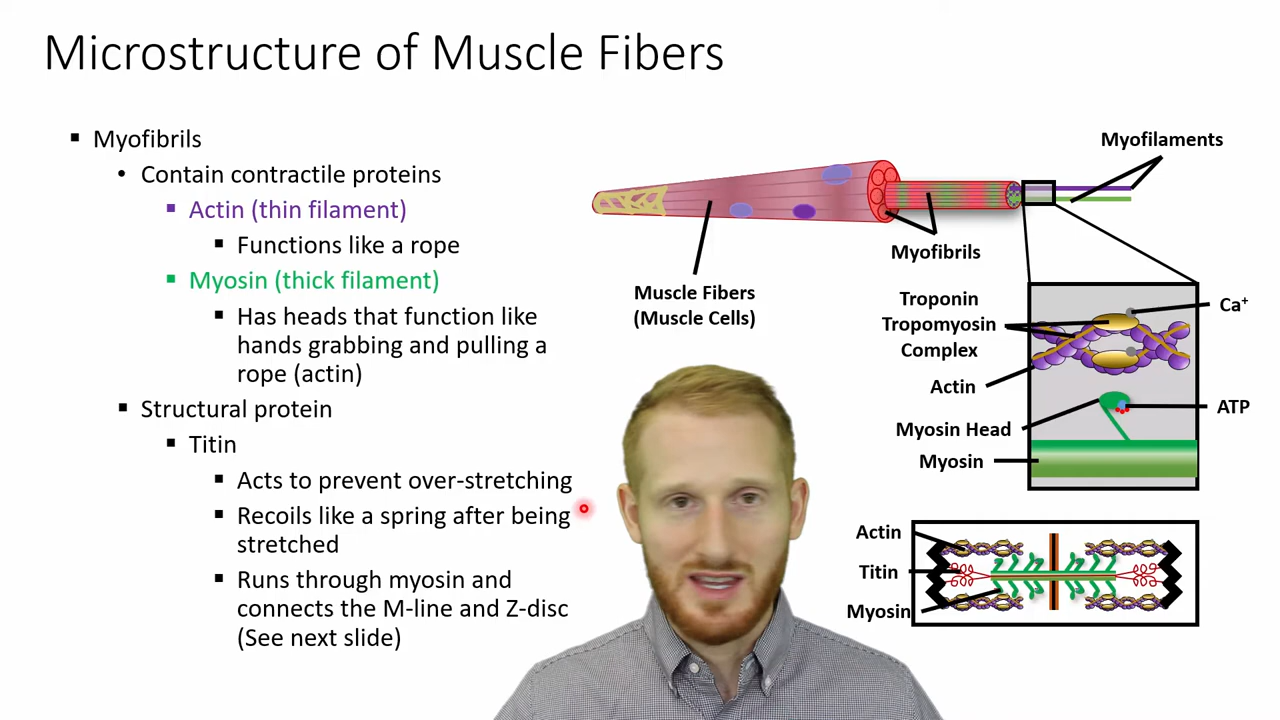 Microstructure of Muscle Fibers
▪ Myofibrils
• Contain contractile proteins
▪ Actin (thin filament)
▪ Functions like a rope
▪ Myosin (thick filament)
▪ Has heads that function like
hands grabbing and pulling a
rope (actin)
▪ Structural protein
▪ Titin
▪ Acts to prevent over-stretching
▪ Recoils like a spring after being
stretched
▪ Runs through myosin and
connects the M-line and Z-disc
(See next slide)
Myofilaments
Myofibrils
Muscle Fibers
(Muscle Cells)
Troponin
Tropomyosin
Complex
Ca⁺
Actin
ATP
Myosin Head
Myosin
Actin
Titin
Myosin